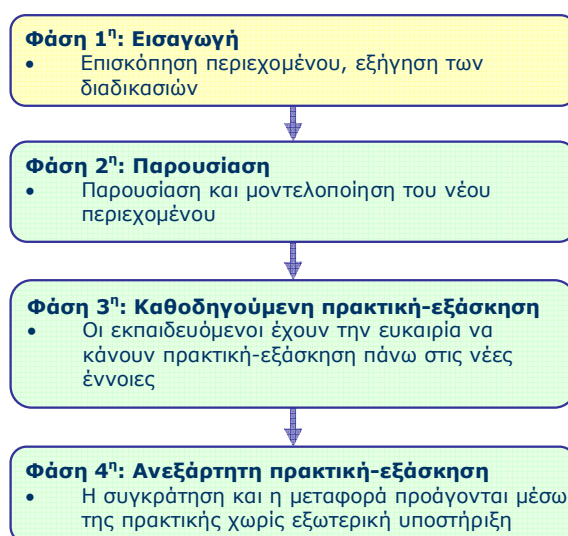 Φάση 1η: Εισαγωγή
• Επισκόπηση περιεχομένου, εξήγηση των
διαδικασιών
Φάση 2η: Παρουσίαση
• Παρουσίαση και μοντελοποίηση του νέου
περιεχομένου
Φάση 3η: Καθοδηγούμενη πρακτική-εξάσκηση
• Οι εκπαιδευόμενοι έχουν την ευκαιρία να
κάνουν πρακτική-εξάσκηση πάνω στις νέες
έννοιες
Φάση 4η: Ανεξάρτητη πρακτική-εξάσκηση
• Η συγκράτηση και η μεταφορά προάγονται μέσω
της πρακτικής χωρίς εξωτερική υποστήριξη